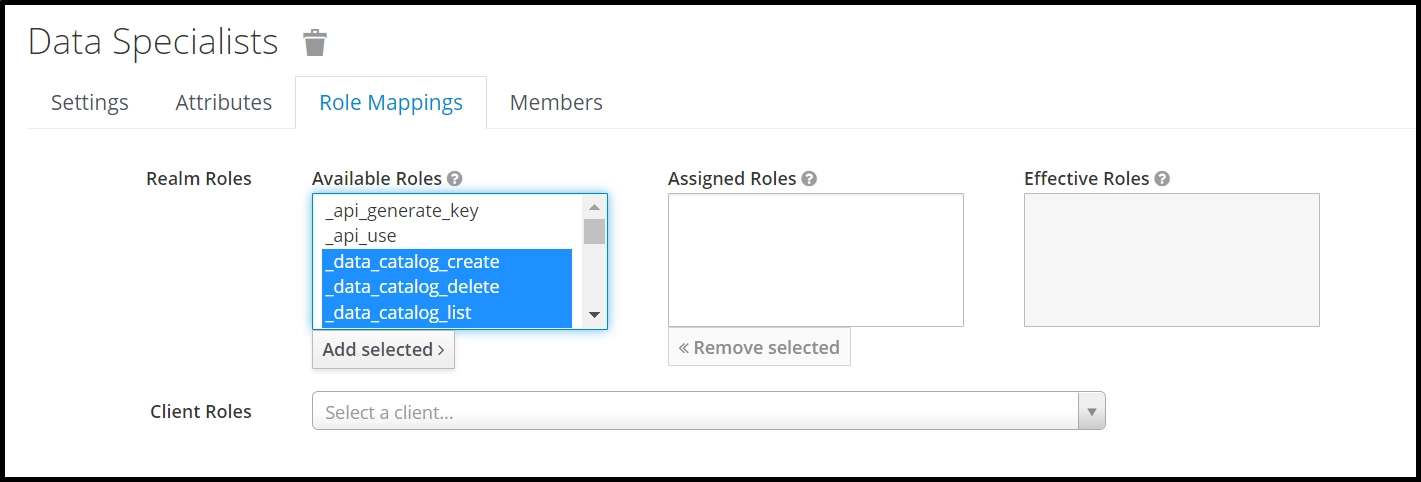 Data Specialists
Settings Attributes Role Mappings Members
Realm Roles Available Roles Assigned Roles Effective Roles
_api_generate_key
_api_use
_data_catalog_create
_data_catalog_delete
_data_catalog_list
Add selected › « Remove selected
Client Roles Select a client...